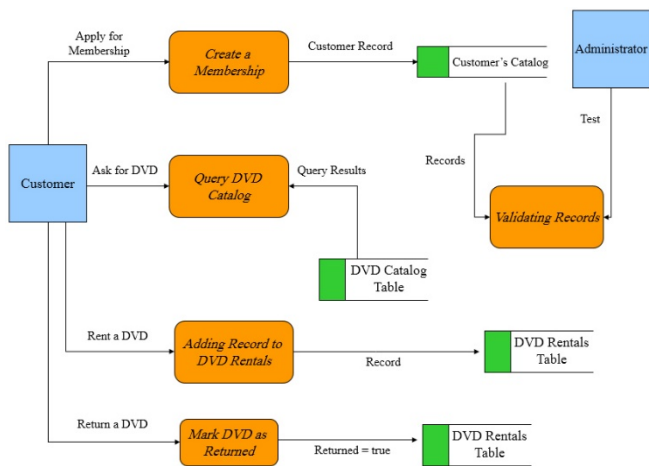 Apply for
Membership
Create a
Membership
Customer Record
Customer's Catalog
Administrator
Test
Records
Customer
Ask for DVD
Query DVD
Catalog
Query Results
Validating Records
DVD Catalog
Table
Rent a DVD
Adding Record to
DVD Rentals
Record
DVD Rentals
Table
Return a DVD
Mark DVD as
Returned
Returned = true
DVD Rentals
Table